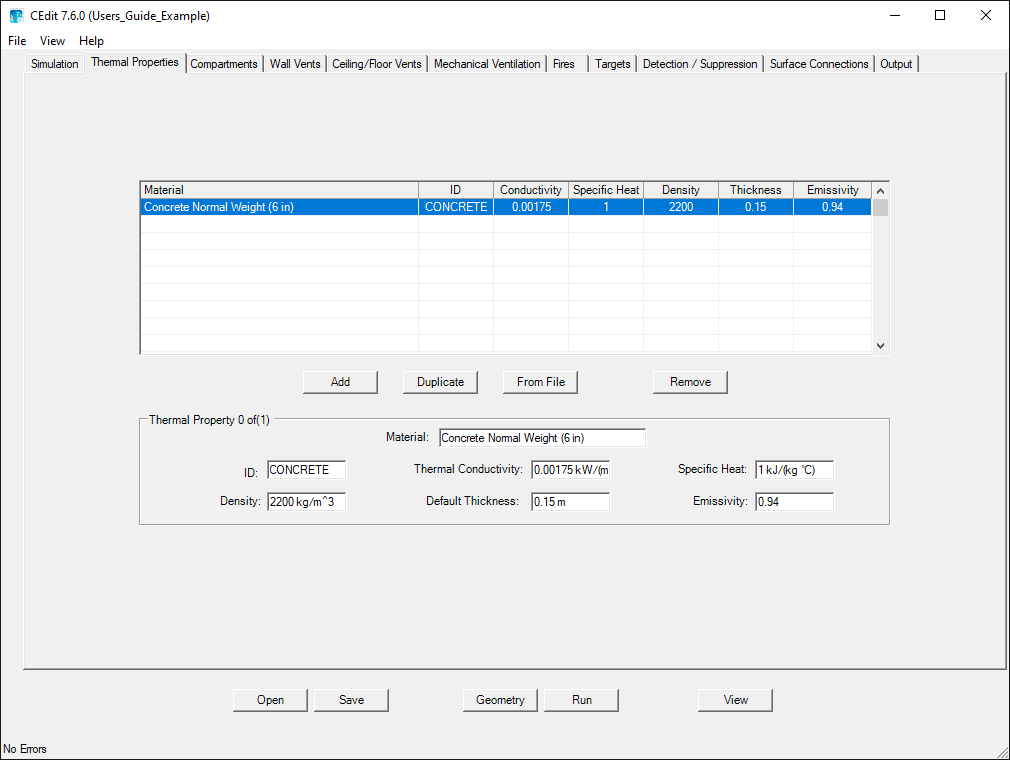 CEdit 7.6.0 (Users_Guide_Example)
File View Help
Simulation Thermal Properties Compartments Wall Vents Ceiling/Floor Vents Mechanical Ventilation Fires Targets Detection / Suppression Surface Connections Output
Material ID Conductivity Specific Heat Density Thickness Emissivity
Concrete Normal Weight (6 in) CONCRETE 0.00175 1 2200 0.15 0.94
Add Duplicate From File Remove
Thermal Property 0 of(1)
Material: Concrete Normal Weight (6 in)
ID: CONCRETE Thermal Conductivity: 0.00175 kW/(m Specific Heat: 1 kJ/(kg °C)
Density: 2200 kg/m^3 Default Thickness: 0.15 m Emissivity: 0.94
Open Save Geometry Run View
No Errors